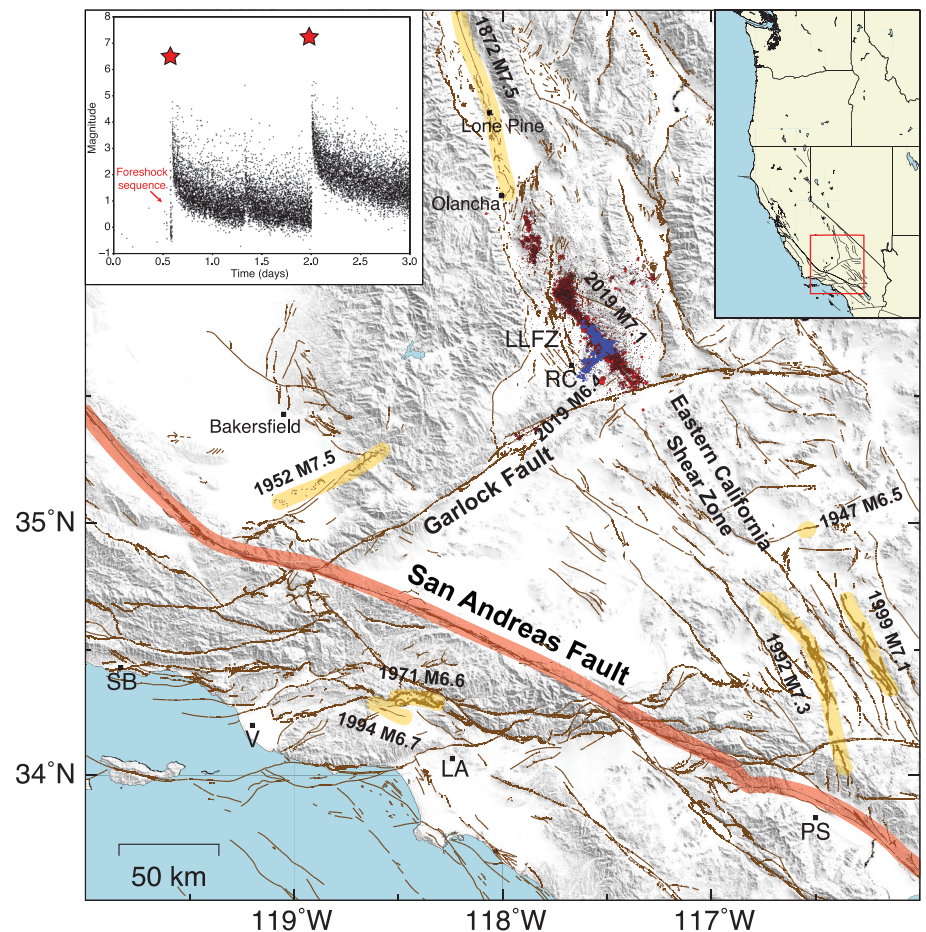 8
7
6
5
4
3
2
1
0
−1
Magnitude
Foreshock
sequence
0.0 0.5 1.0 1.5 2.0 2.5 3.0
Time (days)
1872 M7.5
Lone Pine
Olancha
2019 M7.1
LLFZ
RC
2019 M6.4
Bakersfield
1952 M7.5
Garlock Fault
Eastern California
Shear Zone
1947 M6.5
35˚N
San Andreas Fault
1999 M7.1
1992 M7.3
SB
1971 M6.6
1994 M6.7
V
LA
34˚N
PS
50 km
119˚W 118˚W 117˚W